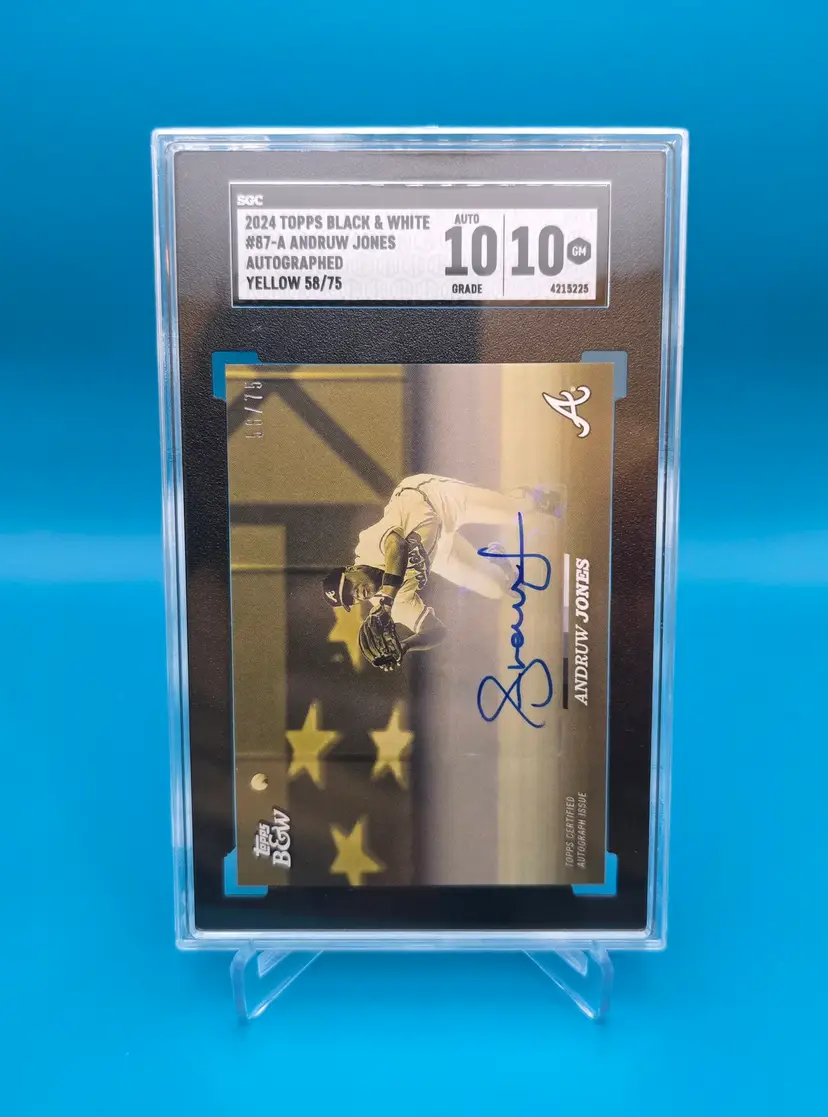 SGC
2024 TOPPS BLACK & WHITE
#87-A ANDRUW JONES
AUTOGRAPHED
YELLOW 58/75
AUTO
10
GRADE
10
GM
4215225
58/75
A
ANDRUW JONES
TOPPS CERTIFIED
AUTOGRAPH ISSUE
topps
B&W